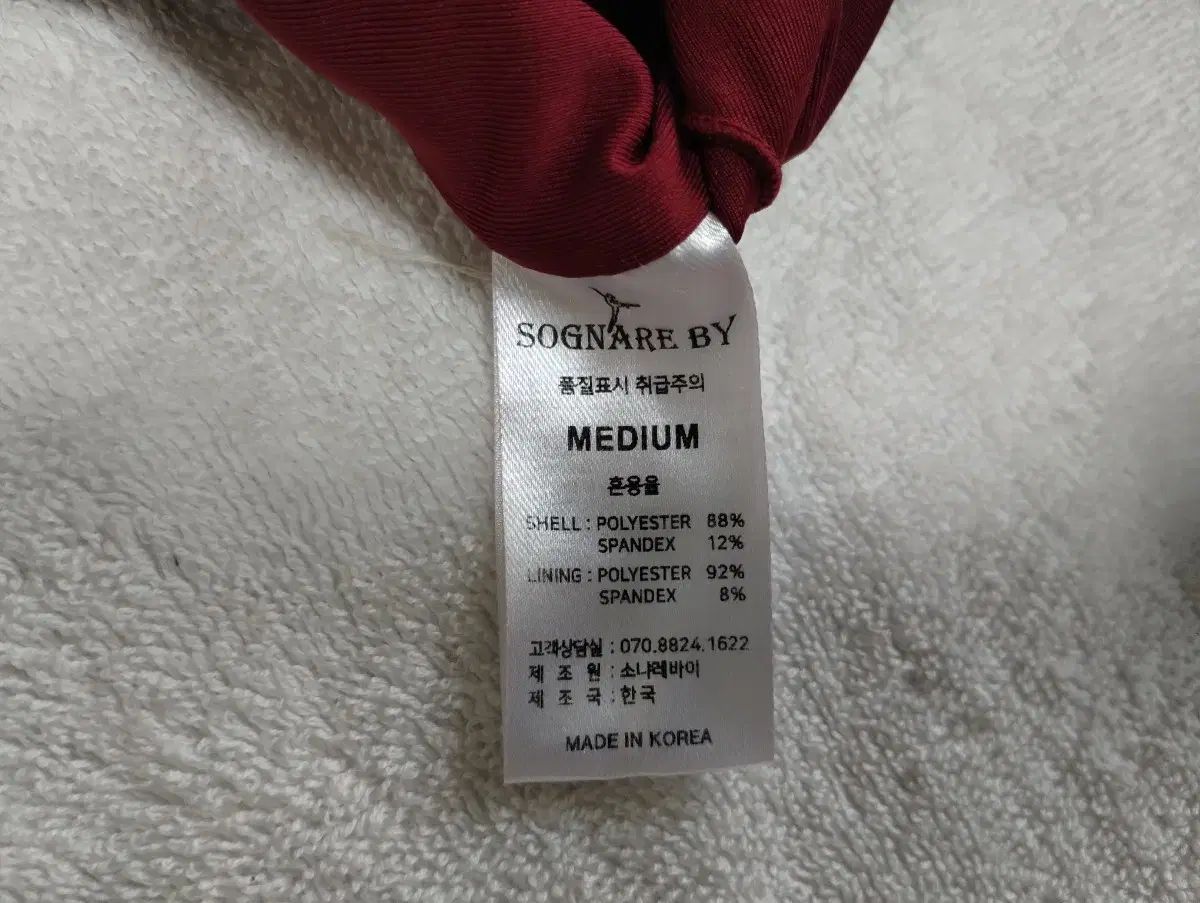 SOGNARE BY
품질표시 취급주의
MEDIUM
혼용율
SHELL : POLYESTER 88%
SPANDEX 12%
LINING : POLYESTER 92%
SPANDEX 8%
고객상담실 : 070.8824.1622
제 조 원 : 소냐레바이
제 조 국 : 한국
MADE IN KOREA